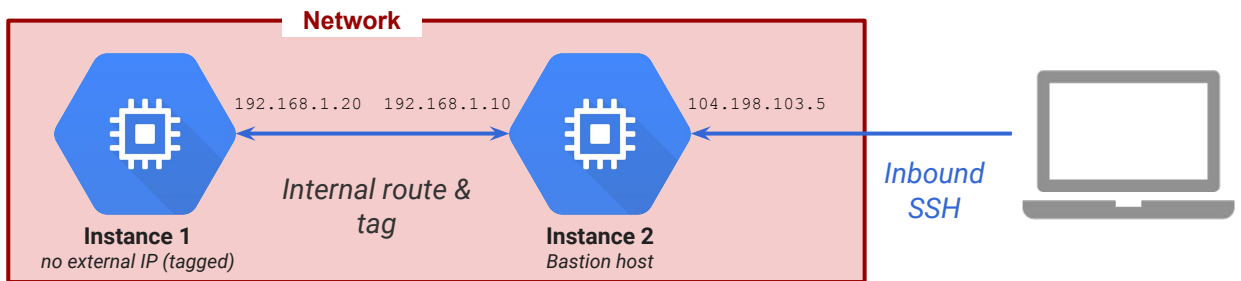 Network
192.168.1.20
192.168.1.10
104.198.103.5
Internal route &
tag
Inbound
SSH
Instance 1
no external IP (tagged)
Instance 2
Bastion host